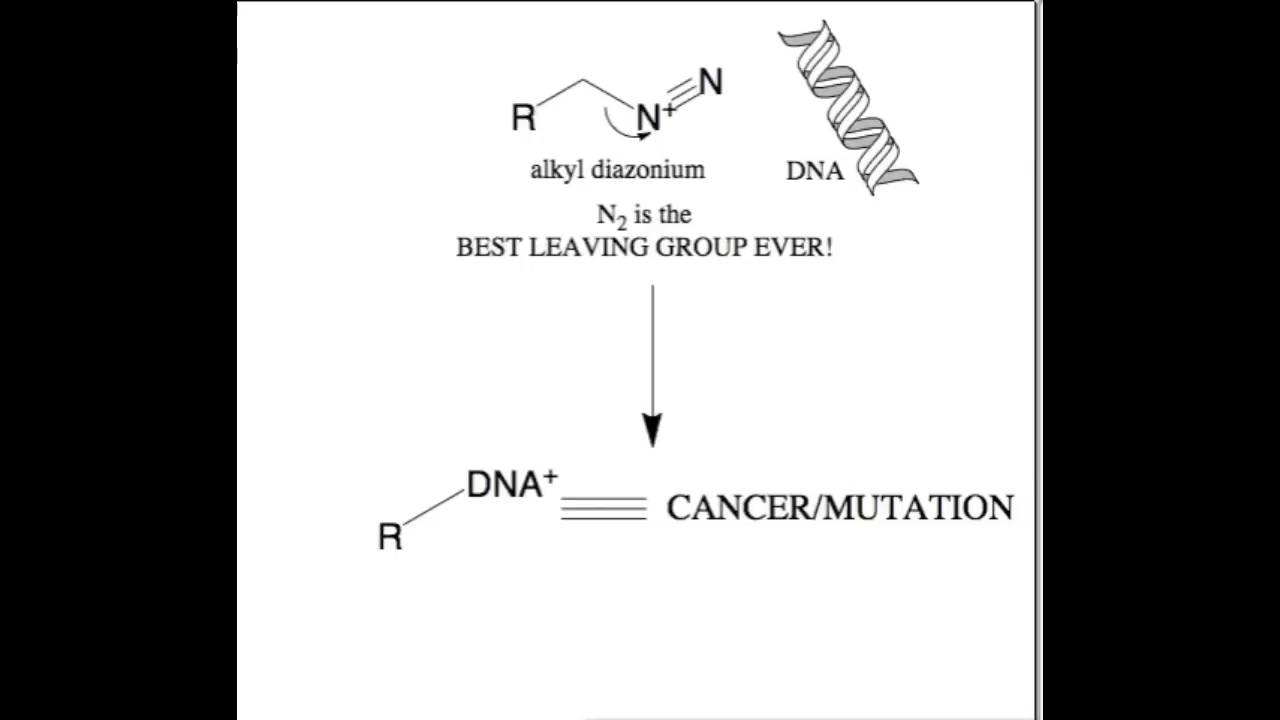 R N⁺ N
alkyl diazonium
DNA
N₂ is the
BEST LEAVING GROUP EVER!
R DNA⁺
CANCER/MUTATION